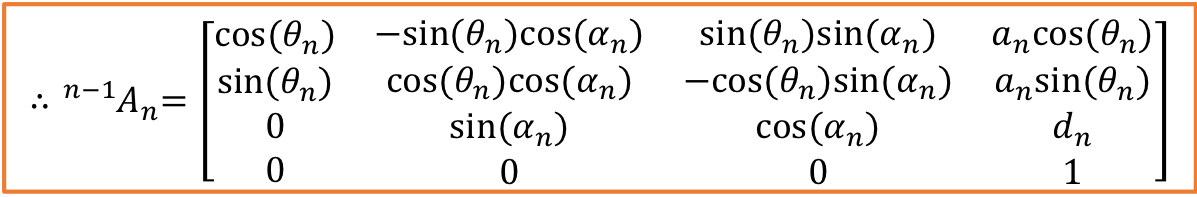 cos(θn) −sin(θn)cos(αn) sin(θn)sin(αn) ancos(θn)
sin(θn) cos(θn)cos(αn) −cos(θn)sin(αn) ansin(θn)
∴ n−1An=
0 sin(αn) cos(αn) dn
0 0 0 1